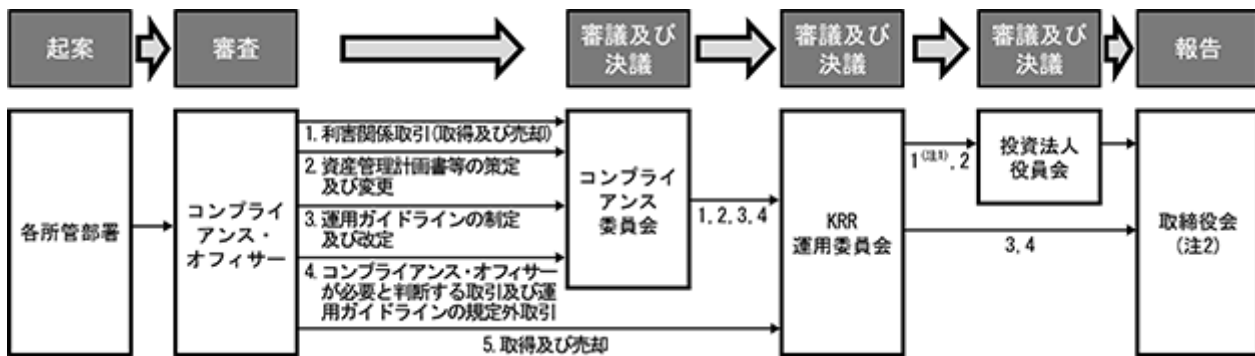 起案
審査
審議及び
決議
審議及び
決議
審議及び
決議
報告
各所管部署
コンプライ
アンス・
オフィサー
1. 利害関係取引(取得及び売却)
2. 資産管理計画書等の策定
及び変更
3. 運用ガイドラインの制定
及び改定
4. コンプライアンス・オフィサー
が必要と判断する取引及び運
用ガイドラインの規定外取引
5. 取得及び売却
コンプライ
アンス
委員会
1, 2, 3, 4
KRR
運用委員会
1(注1), 2
投資法人
役員会
3, 4
取締役会
(注2)